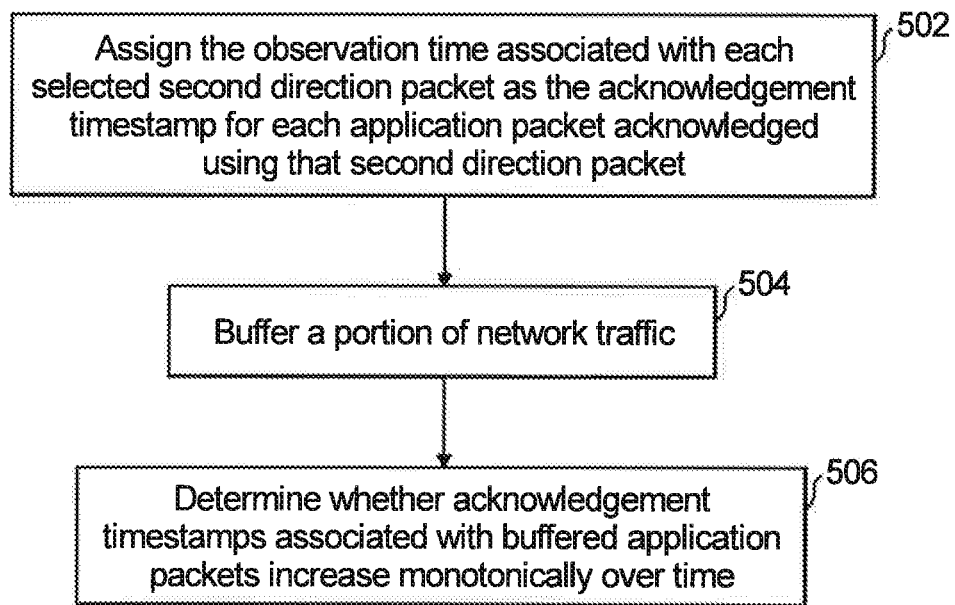 502
Assign the observation time associated with each
selected second direction packet as the acknowledgement
timestamp for each application packet acknowledged
using that second direction packet
504
Buffer a portion of network traffic
506
Determine whether acknowledgement
timestamps associated with buffered application
packets increase monotonically over time